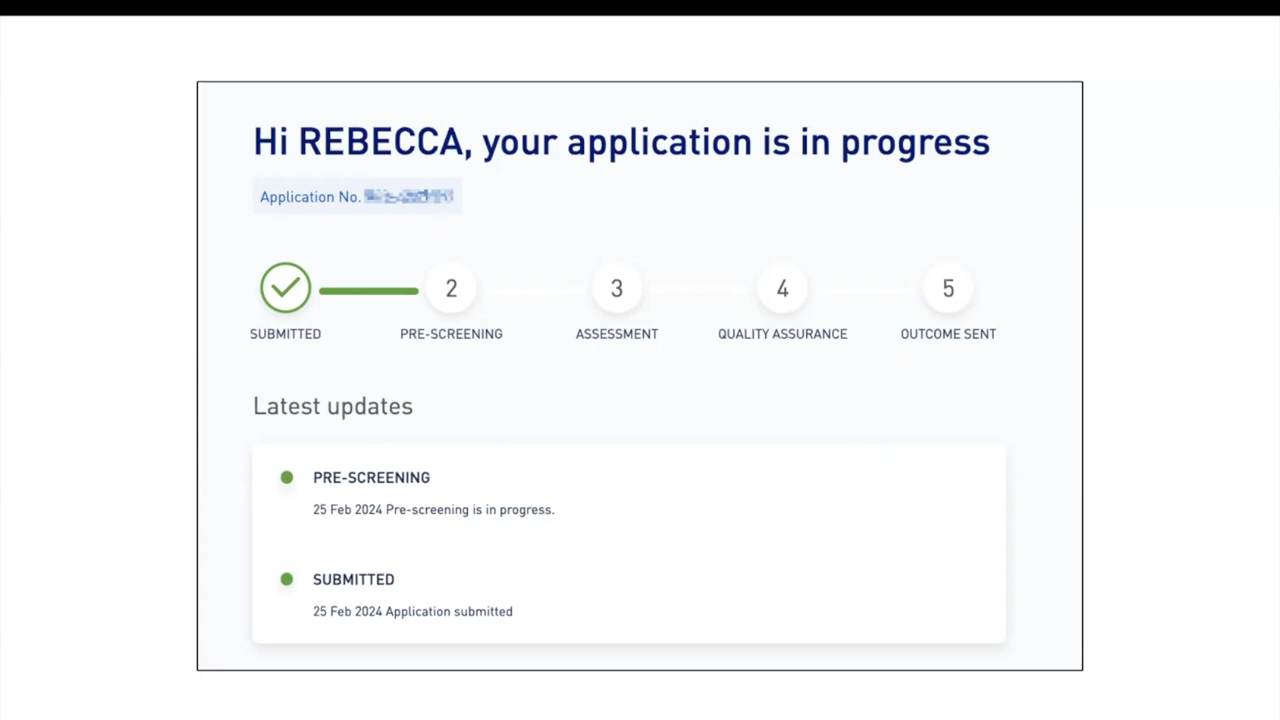 Hi REBECCA, your application is in progress
Application No.
2
3
4
5
SUBMITTED
PRE-SCREENING
ASSESSMENT
QUALITY ASSURANCE
OUTCOME SENT
Latest updates
PRE-SCREENING
25 Feb 2024 Pre-screening is in progress.
SUBMITTED
25 Feb 2024 Application submitted